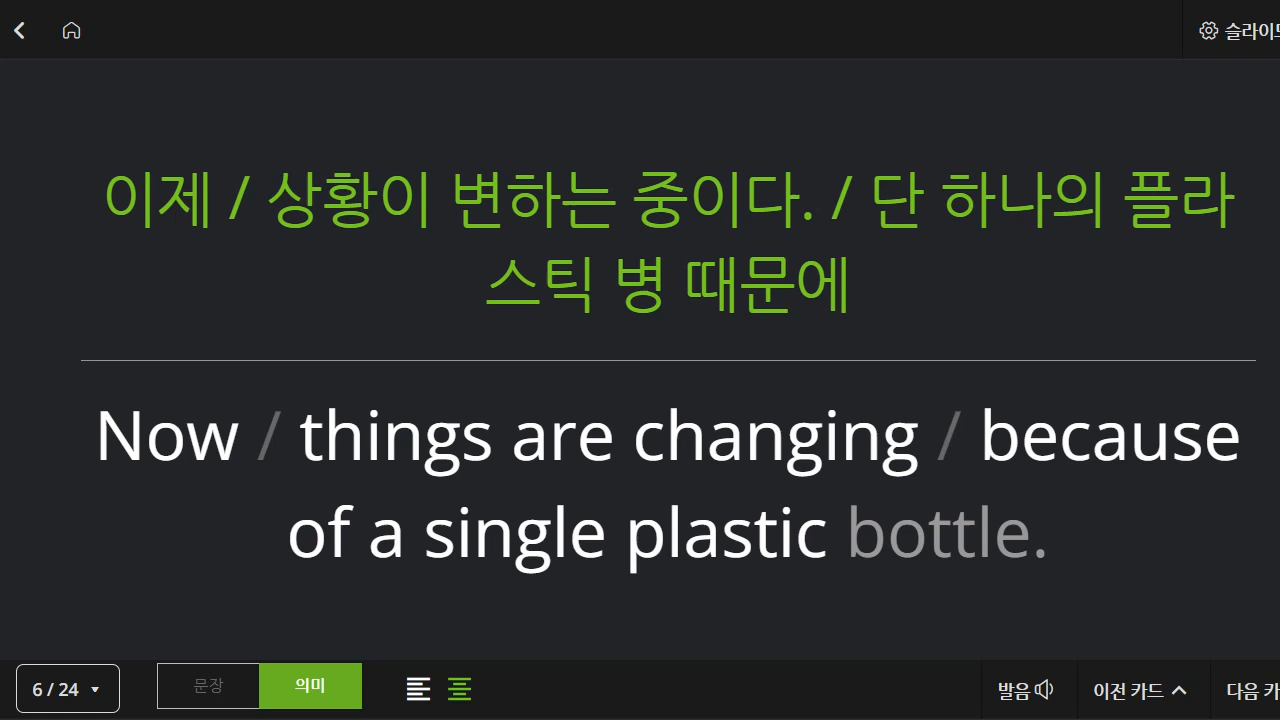 슬라이드
이제 / 상황이 변하는 중이다. / 단 하나의 플라
스틱 병 때문에
Now / things are changing / because
of a single plastic bottle.
6 / 24
문장
의미
발음
이전 카드
다음 카